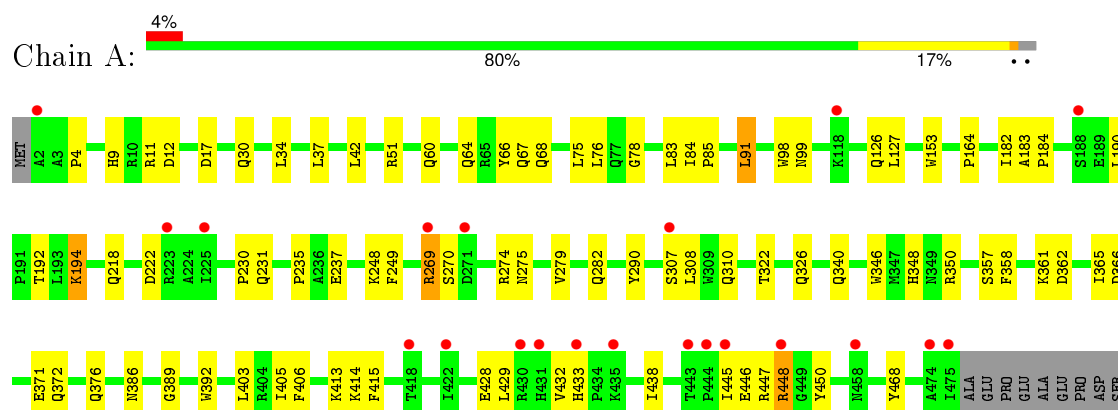 4%
Chain A:
80% 17% • •
MET A2 A3 P4 H9 R10 R11 D12 D17 Q30 L34 L37 L42 R51 Q60 Q64 R65 Y66 Q67 Q68 L75 L76 Q77 G78 L83 I84 P85 L91 W98 N99 K118 Q126 L127 W153 P164 I182 A183 P184 S188 E189 L190
P191 T192 L193 K194 Q218 D222 R223 A224 I225 P230 Q231 P235 A236 E237 K248 F249 R269 S270 D271 R274 N275 V279 Q282 Y290 S307 L308 W309 Q310 T322 Q326 Q340 W346 M347 H348 N349 R350 S357 F358 K361 D362 I365
E371 Q372 Q376 N386 G389 W392 L403 R404 I405 F406 K413 K414 F415 T418 I422 E428 L429 R430 H431 V432 H433 P434 K435 I438 T443 P444 I445 E446 R447 R448 G449 Y450 N458 Y468 A474 I475 ALA GLU PRO GLU ALA GLU PRO ASP